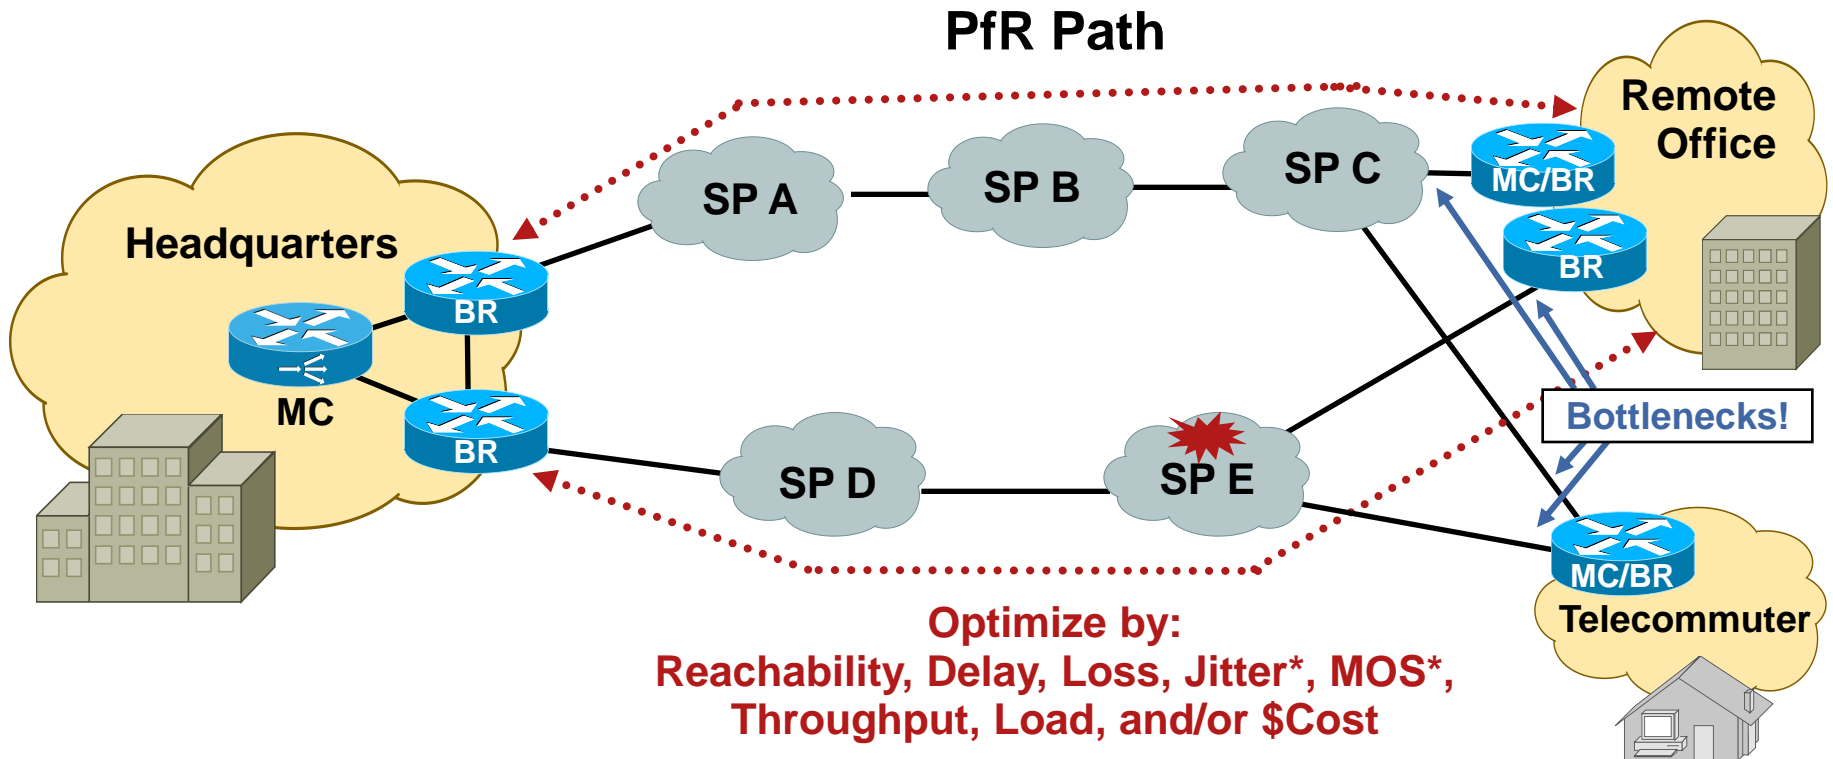 PfR Path
Remote
Office
SP A
SP B
SP C
MC/BR
BR
Headquarters
BR
MC
BR
Bottlenecks!
SP D
SP E
MC/BR
Telecommuter
Optimize by:
Reachability, Delay, Loss, Jitter*, MOS*,
Throughput, Load, and/or $Cost